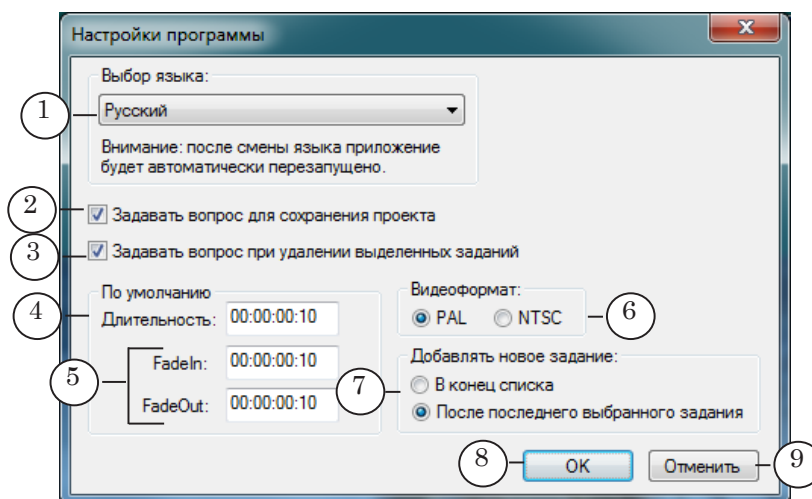 Настройки программы
Выбор языка:
1
Русский
Внимание: после смены языка приложение
будет автоматически перезапущено.
2
Задавать вопрос для сохранения проекта
3
Задавать вопрос при удалении выделенных заданий
По умолчанию
4
Длительность: 00:00:00:10
5
FadeIn: 00:00:00:10
FadeOut: 00:00:00:10
Видеоформат:
PAL NTSC
6
Добавлять новое задание:
7
В конец списка
После последнего выбранного задания
8
OK
Отменить
9